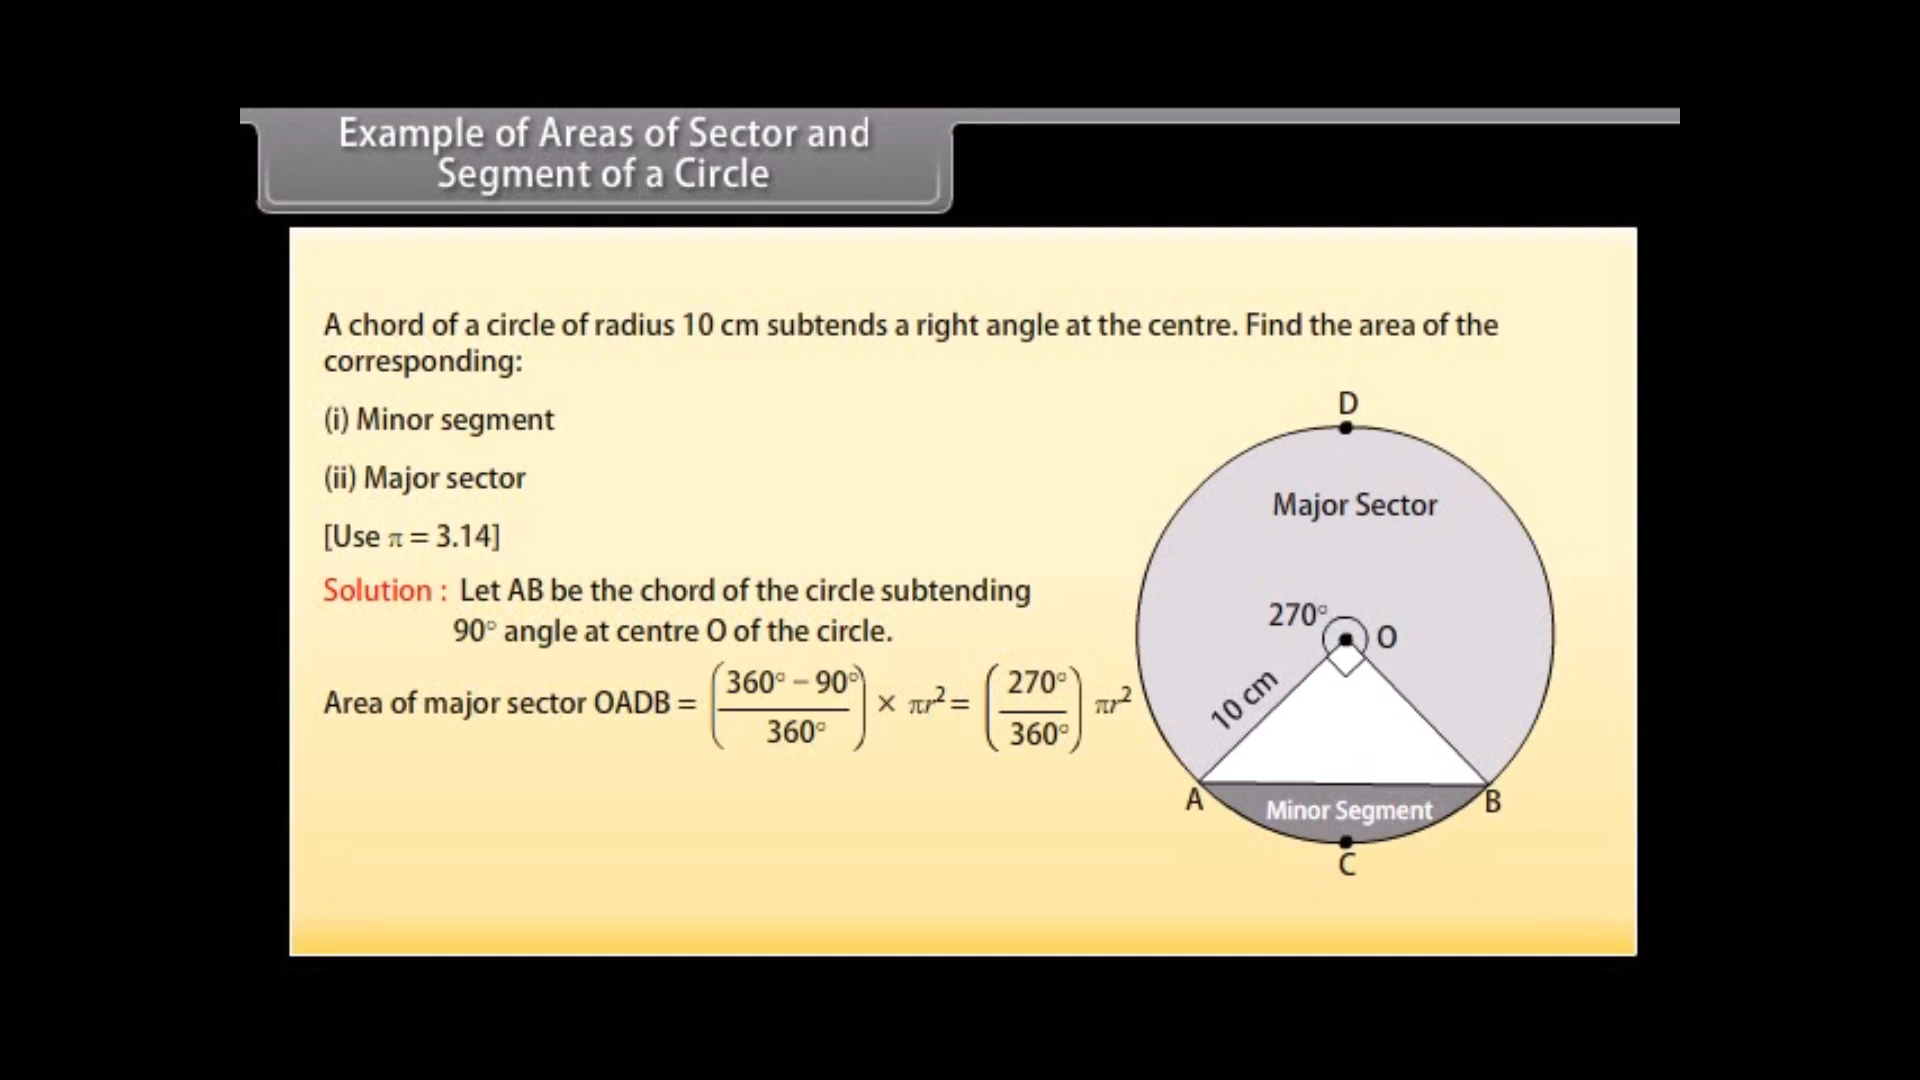 Example of Areas of Sector and
Segment of a Circle
A chord of a circle of radius 10 cm subtends a right angle at the centre. Find the area of the
corresponding:
(i) Minor segment
(ii) Major sector
[Use π = 3.14]
Solution : Let AB be the chord of the circle subtending
90° angle at centre O of the circle.
Area of major sector OADB = ((360° − 90°)/360°) × πr² = (270°/360°) πr²
D
Major Sector
270°
O
10 cm
A
B
Minor Segment
C